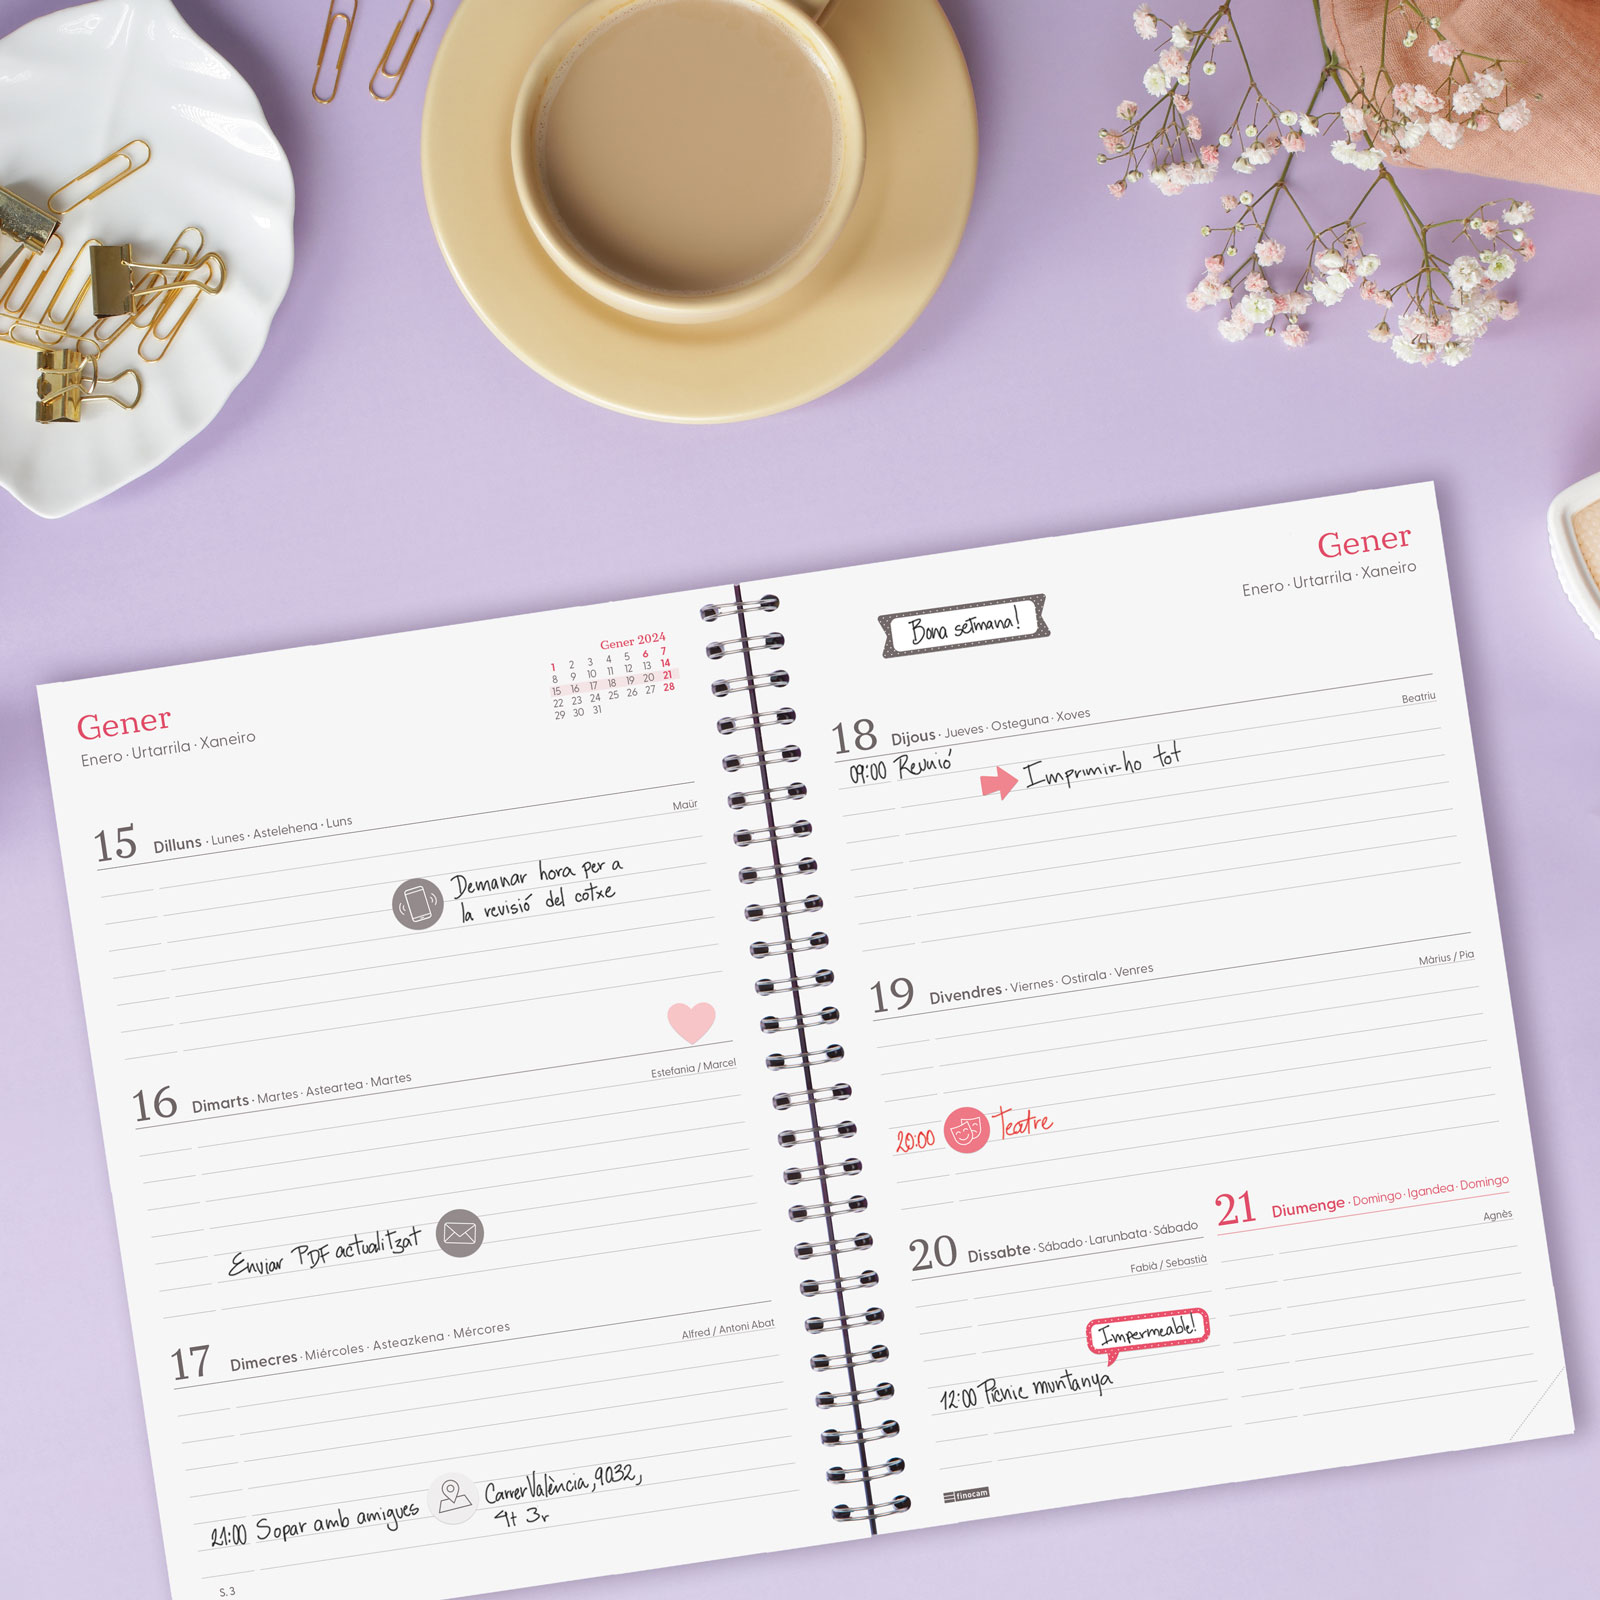 Gener
Enero · Urtarrila · Xaneiro
Gener 2024
1 2 3 4 5 6 7
8 9 10 11 12 13 14
15 16 17 18 19 20 21
22 23 24 25 26 27 28
29 30 31
15 Dilluns · Lunes · Astelehena · Luns
Maür
Demanar hora per a
la revisió del cotxe
16 Dimarts · Martes · Asteartea · Martes
Estefania / Marcel
Enviar PDF actualitzat
17 Dimecres · Miércoles · Asteazkena · Mércores
Alfred / Antoni Abat
21:00 Sopar amb amigues
Carrer València, 9032,
4t 3r
S. 3
Gener
Enero · Urtarrila · Xaneiro
Bona setmana!
18 Dijous · Jueves · Osteguna · Xoves
Beatriu
09:00 Reunió
Imprimir-ho tot
19 Divendres · Viernes · Ostirala · Venres
Màrius / Pia
20:00 Teatre
20 Dissabte · Sábado · Larunbata · Sábado
Fabià / Sebastià
Impermeable!
12:00 Pícnic muntanya
21 Diumenge · Domingo · Igandea · Domingo
Agnès
finocam